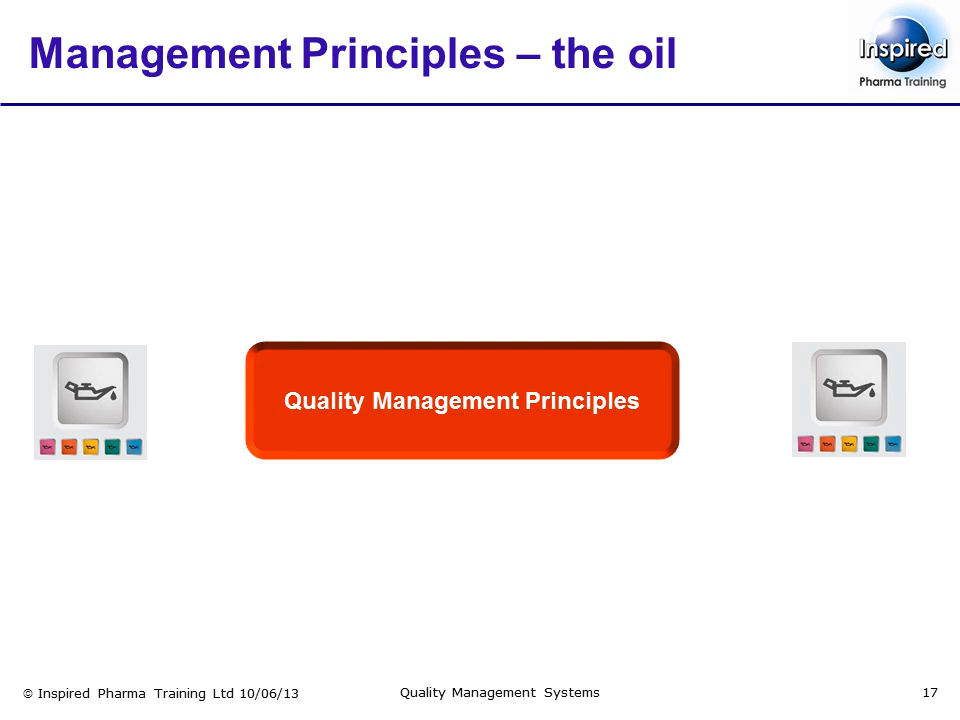 Management Principles – the oil
Inspired
Pharma Training
Quality Management Principles
© Inspired Pharma Training Ltd 10/06/13
Quality Management Systems
17